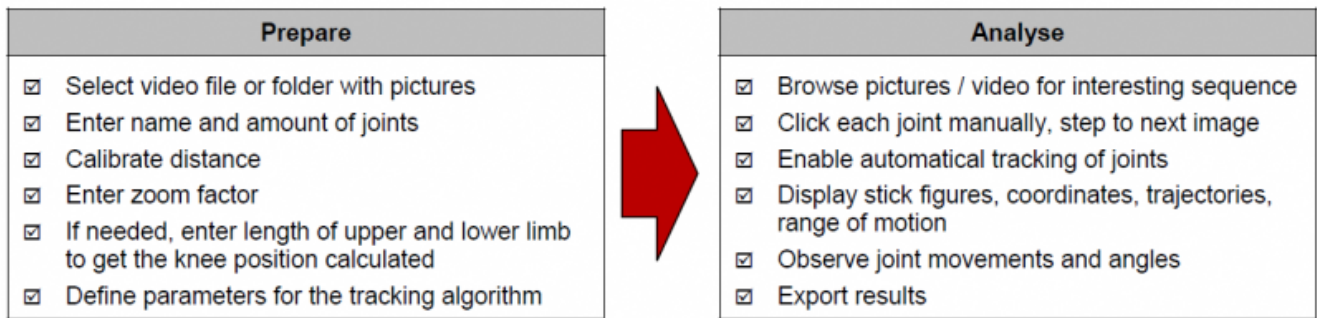 Prepare
☑ Select video file or folder with pictures
☑ Enter name and amount of joints
☑ Calibrate distance
☑ Enter zoom factor
☑ If needed, enter length of upper and lower limb
to get the knee position calculated
☑ Define parameters for the tracking algorithm
Analyse
☑ Browse pictures / video for interesting sequence
☑ Click each joint manually, step to next image
☑ Enable automatical tracking of joints
☑ Display stick figures, coordinates, trajectories,
range of motion
☑ Observe joint movements and angles
☑ Export results